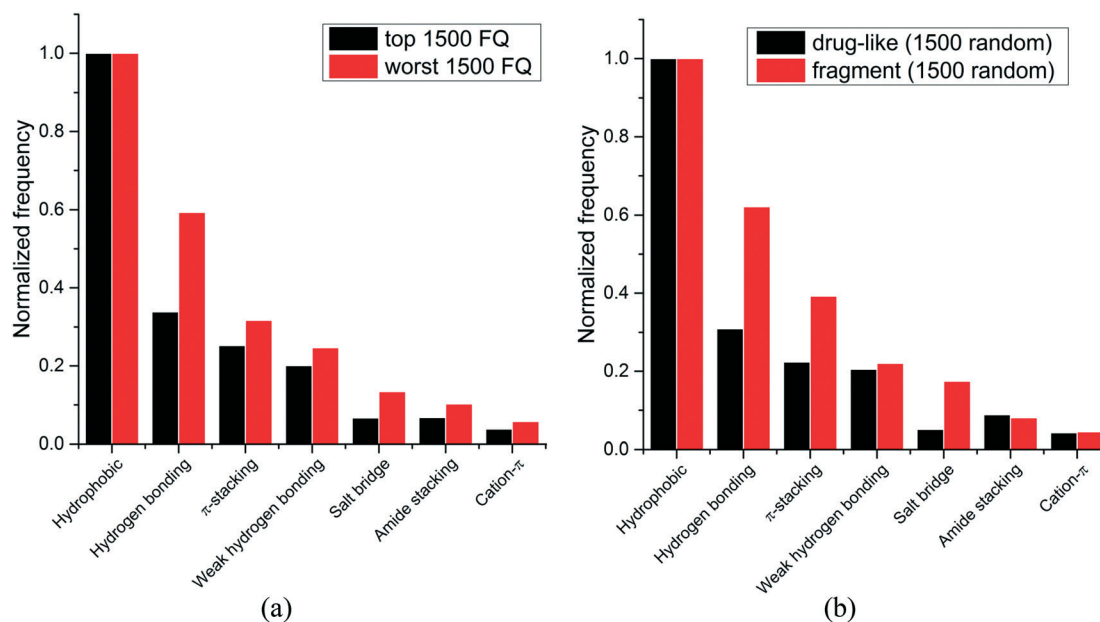 top 1500 FQ
worst 1500 FQ
Normalized frequency
1.0
0.8
0.6
0.4
0.2
0.0
Hydrophobic
Hydrogen bonding
π-stacking
Weak hydrogen bonding
Salt bridge
Amide stacking
Cation-π
(a)
drug-like (1500 random)
fragment (1500 random)
Normalized frequency
1.0
0.8
0.6
0.4
0.2
0.0
Hydrophobic
Hydrogen bond
π-stacking
Weak hydrogen bonding
Salt bridge
Amide stacking
Cation-π
(b)